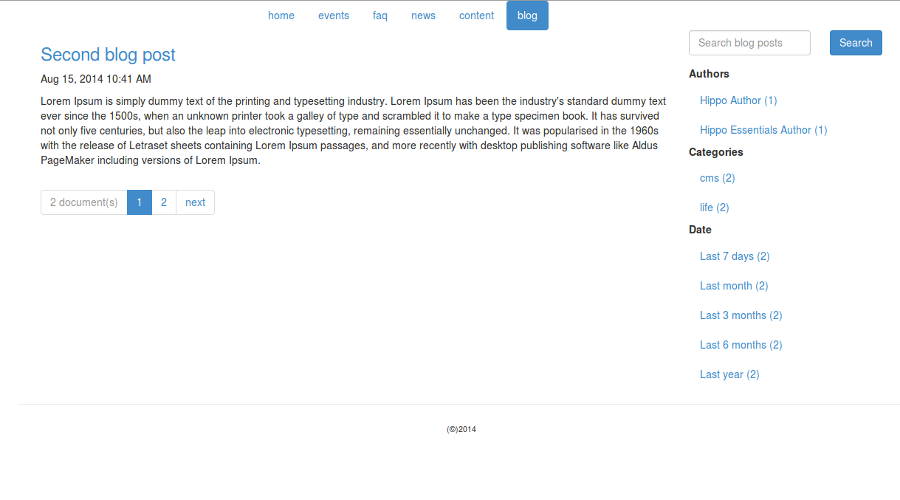 home events faq news content blog
Second blog post
Aug 15, 2014 10:41 AM
Lorem Ipsum is simply dummy text of the printing and typesetting industry. Lorem Ipsum has been the industry's standard dummy text
ever since the 1500s, when an unknown printer took a galley of type and scrambled it to make a type specimen book. It has survived
not only five centuries, but also the leap into electronic typesetting, remaining essentially unchanged. It was popularised in the 1960s
with the release of Letraset sheets containing Lorem Ipsum passages, and more recently with desktop publishing software like Aldus
PageMaker including versions of Lorem Ipsum.
2 document(s) 1 2 next
Search blog posts Search
Authors
Hippo Author (1)
Hippo Essentials Author (1)
Categories
cms (2)
life (2)
Date
Last 7 days (2)
Last month (2)
Last 3 months (2)
Last 6 months (2)
Last year (2)
(©)2014